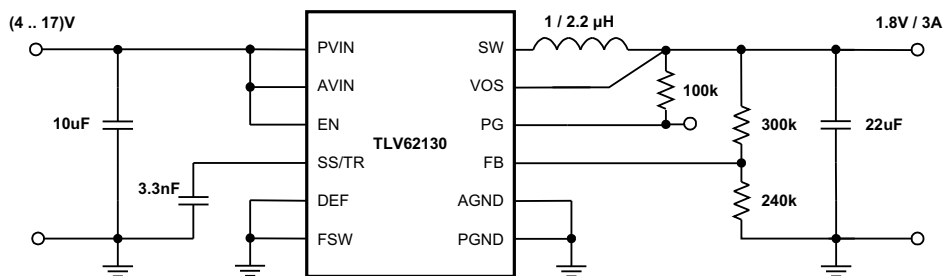 (4 .. 17)V
1 / 2.2 µH
1.8V / 3A
PVIN
SW
AVIN
VOS
100k
10uF
EN
PG
300k
22uF
TLV62130
SS/TR
FB
3.3nF
DEF
AGND
240k
FSW
PGND